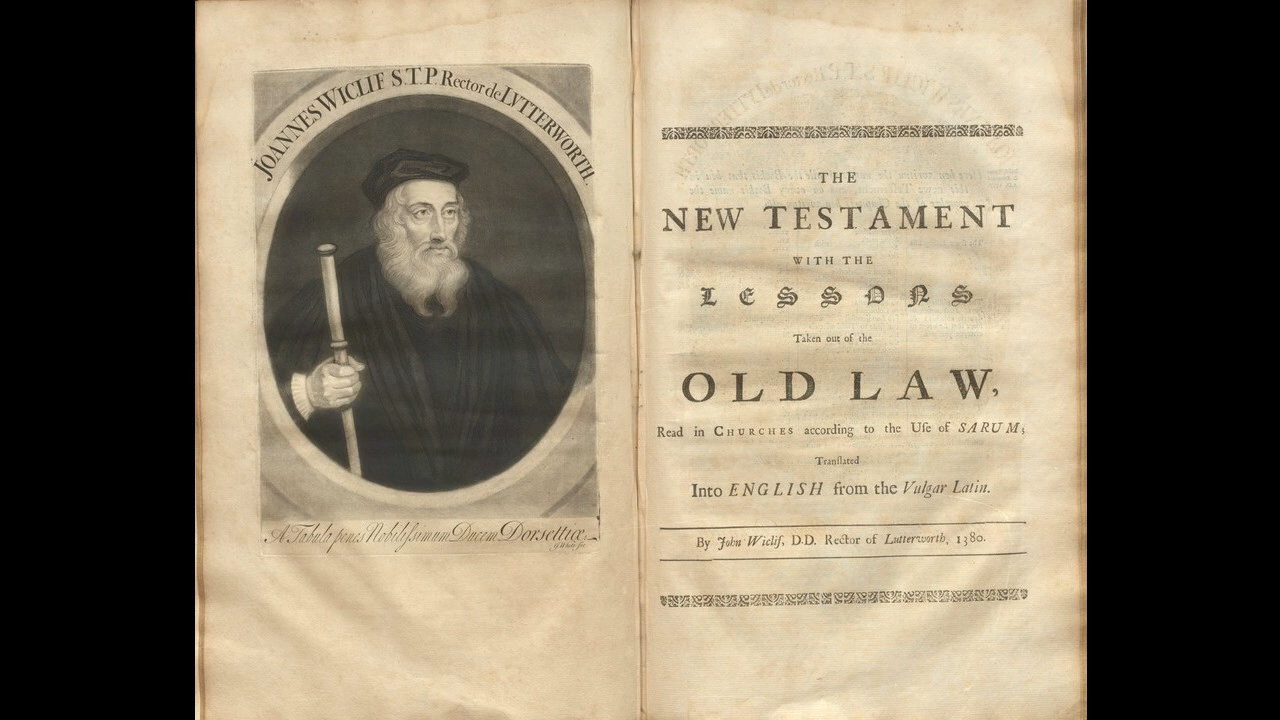 JOANNES WICLIF S.T.P. Rector de LVTTERWORTH.
A Tabula penes Nobilissimum Ducem Dorsettiæ
THE
NEW TESTAMENT
WITH THE
LESSONS
Taken out of the
OLD LAW,
Read in CHURCHES according to the Uſe of SARUM;
Tranſlated
Into ENGLISH from the Vulgar Latin.
By John Wiclif, D.D. Rector of Lutterworth, 1380.